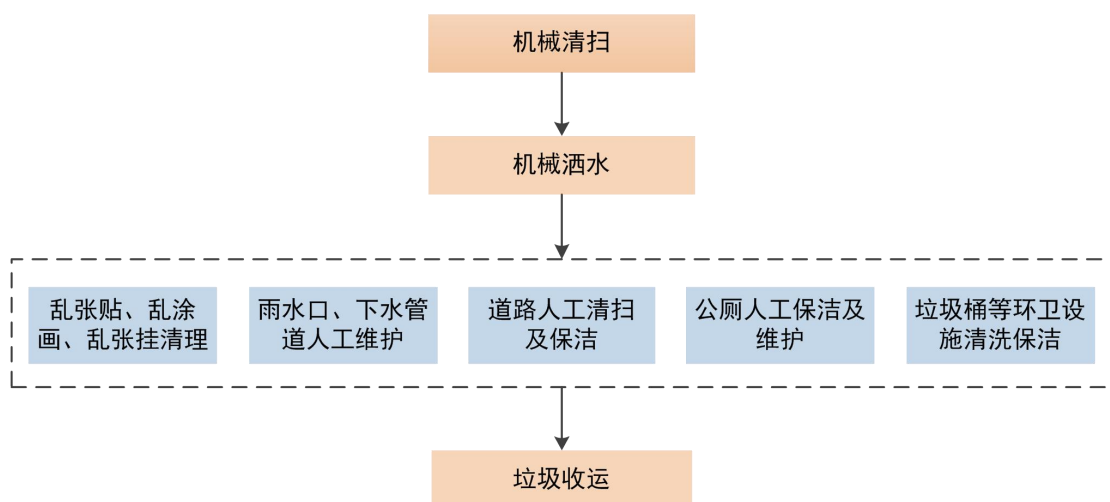 机械清扫
机械洒水
乱张贴、乱涂
画、乱张挂清理
雨水口、下水管
道人工维护
道路人工清扫
及保洁
公厕人工保洁及
维护
垃圾桶等环卫设
施清洗保洁
垃圾收运